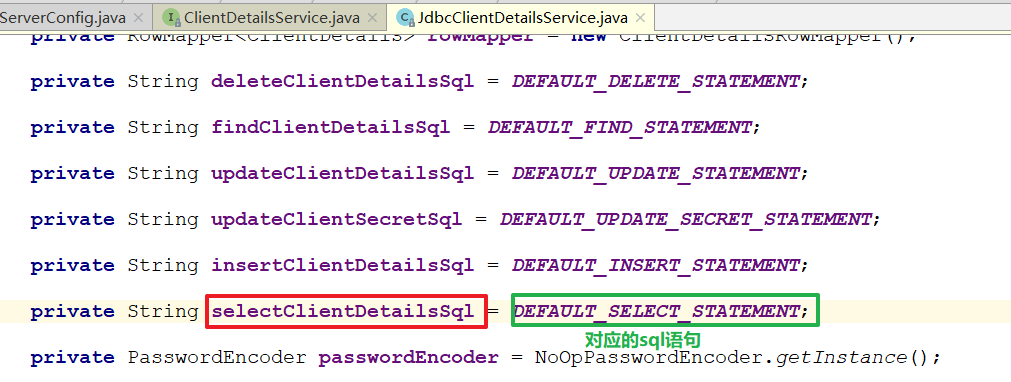 ServerConfig.java × I ClientDetailsService.java × C JdbcClientDetailsService.java ×
private RowMapper<ClientDetails> rowMapper = new ClientDetailsRowMapper();
private String deleteClientDetailsSql = DEFAULT_DELETE_STATEMENT;
private String findClientDetailsSql = DEFAULT_FIND_STATEMENT;
private String updateClientDetailsSql = DEFAULT_UPDATE_STATEMENT;
private String updateClientSecretSql = DEFAULT_UPDATE_SECRET_STATEMENT;
private String insertClientDetailsSql = DEFAULT_INSERT_STATEMENT;
private String selectClientDetailsSql = DEFAULT_SELECT_STATEMENT;
对应的sql语句
private PasswordEncoder passwordEncoder = NoOpPasswordEncoder.getInstance();